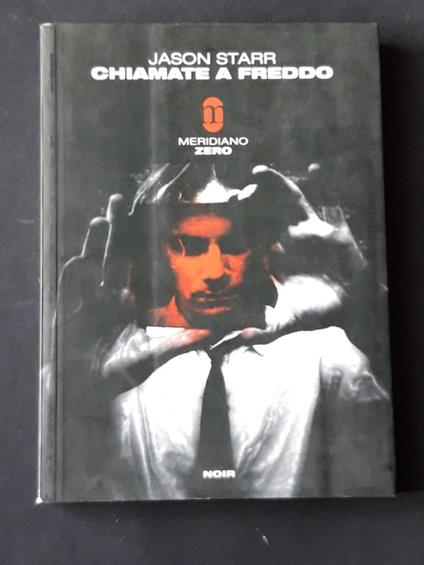 JASON STARR
CHIAMATE A FREDDO
MERIDIANO
ZERO
NOIR